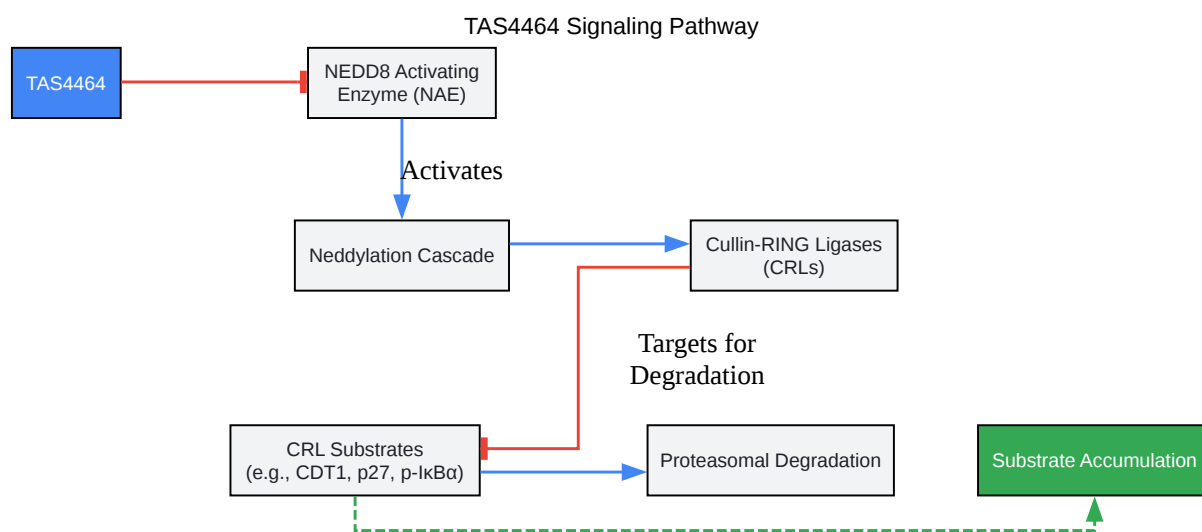 TAS4464 Signaling Pathway
TAS4464
NEDD8 Activating
Enzyme (NAE)
Activates
Neddylation Cascade
Cullin-RING Ligases
(CRLs)
Targets for
Degradation
CRL Substrates
(e.g., CDT1, p27, p-IκBα)
Proteasomal Degradation
Substrate Accumulation